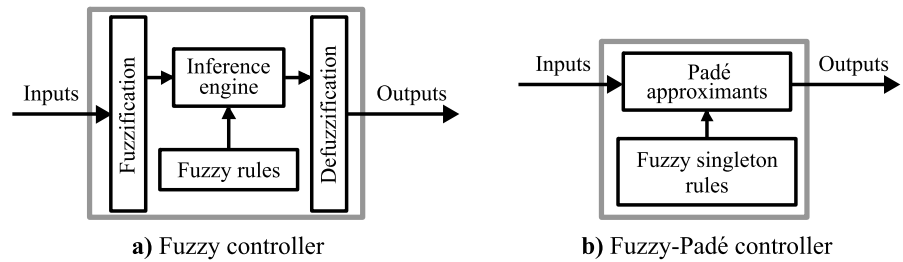 Inputs
Fuzzification
Inference
engine
Fuzzy rules
Defuzzification
Outputs
a) Fuzzy controller
Inputs
Padé
approximants
Fuzzy singleton
rules
Outputs
b) Fuzzy-Padé controller